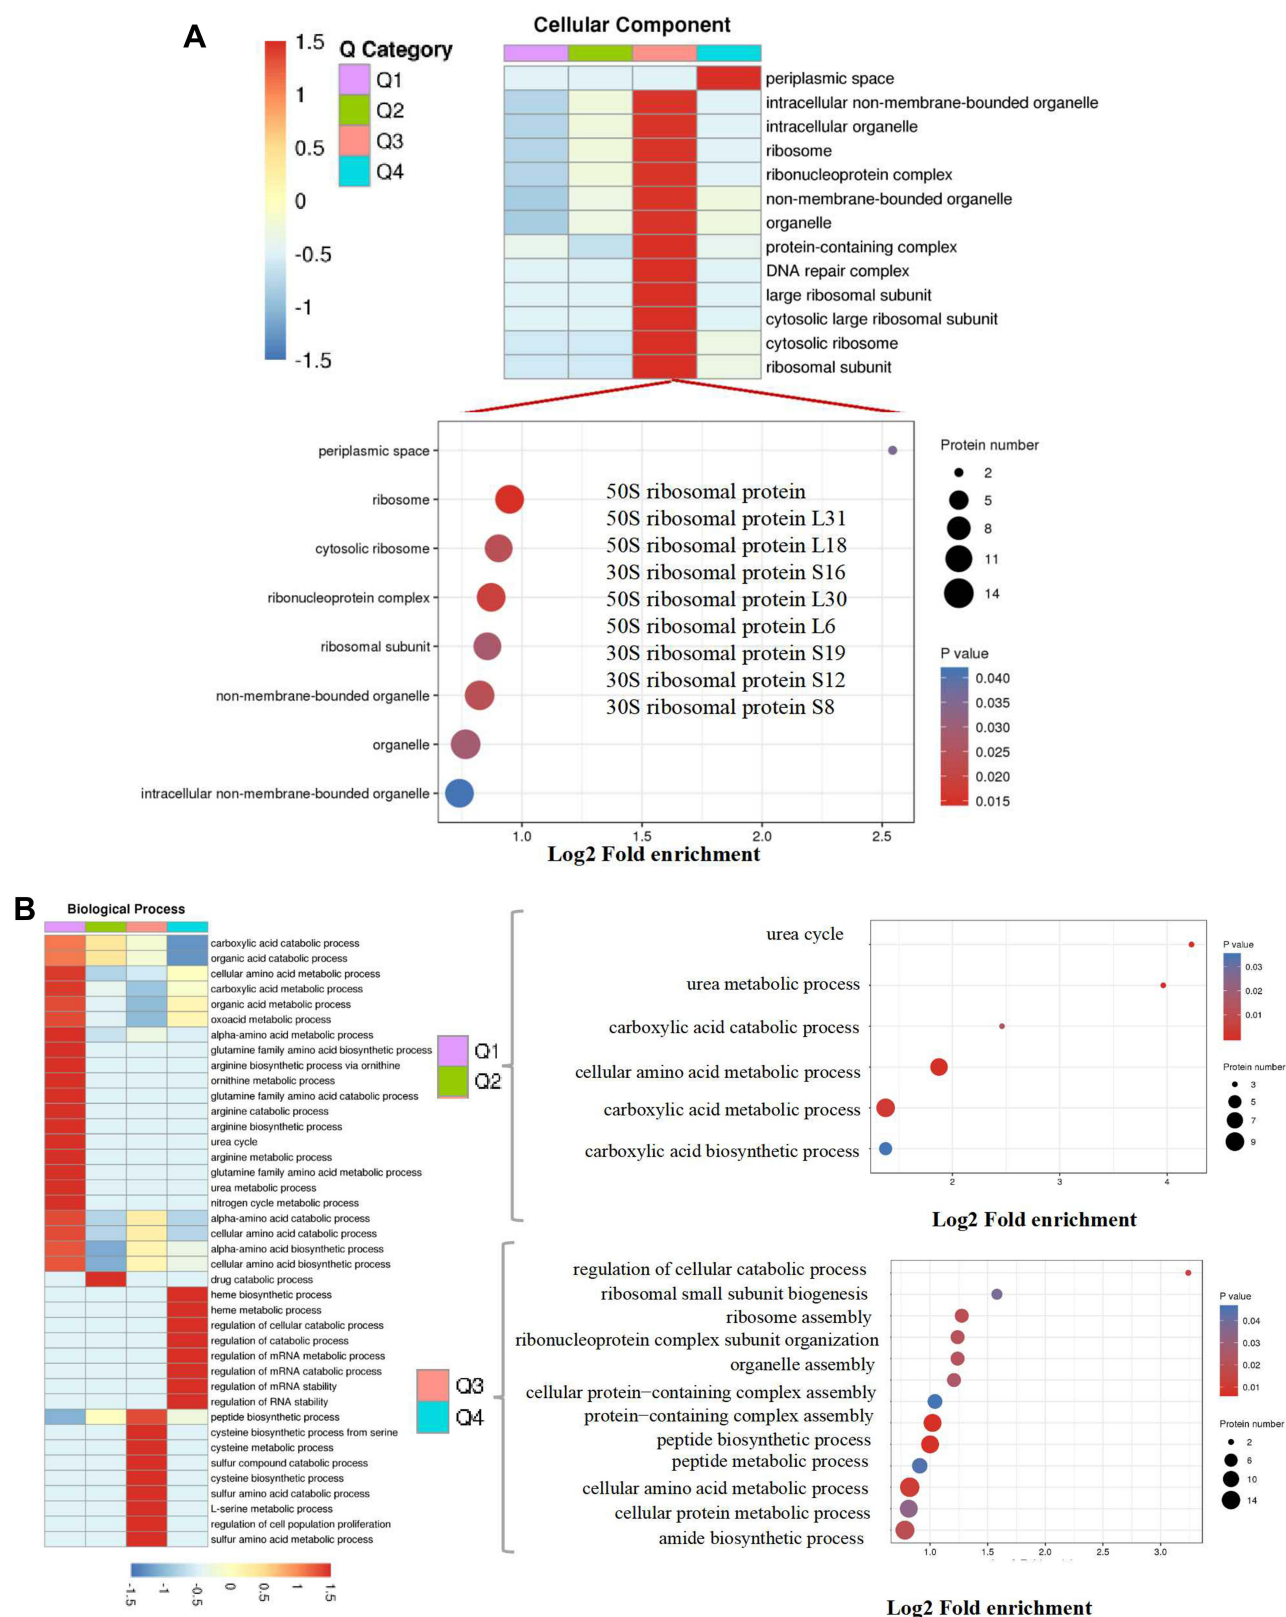 A
Cellular Component
1.5
1
0.5
0
-0.5
-1
-1.5
Q Category
Q1
Q2
Q3
Q4
periplasmic space
intracellular non-membrane-bounded organelle
intracellular organelle
ribosome
ribonucleoprotein complex
non-membrane-bounded organelle
organelle
protein-containing complex
DNA repair complex
large ribosomal subunit
cytosolic large ribosomal subunit
cytosolic ribosome
ribosomal subunit
periplasmic space
ribosome
cytosolic ribosome
ribonucleoprotein complex
ribosomal subunit
non-membrane-bounded organelle
organelle
intracellular non-membrane-bounded organelle
50S ribosomal protein
50S ribosomal protein L31
50S ribosomal protein L18
30S ribosomal protein S16
50S ribosomal protein L30
50S ribosomal protein L6
30S ribosomal protein S19
30S ribosomal protein S12
30S ribosomal protein S8
Protein number
2
5
8
11
14
P value
0.040
0.035
0.030
0.025
0.020
0.015
1.0 1.5 2.0 2.5
Log2 Fold enrichment
B
Biological Process
carboxylic acid catabolic process
organic acid catabolic process
cellular amino acid metabolic process
carboxylic acid metabolic process
organic acid metabolic process
oxoacid metabolic process
alpha-amino acid metabolic process
glutamine family amino acid biosynthetic process
arginine biosynthetic process via ornithine
ornithine metabolic process
glutamine family amino acid catabolic process
arginine catabolic process
arginine biosynthetic process
urea cycle
arginine metabolic process
glutamine family amino acid metabolic process
urea metabolic process
nitrogen cycle metabolic process
alpha-amino acid catabolic process
cellular amino acid catabolic process
alpha-amino acid biosynthetic process
cellular amino acid biosynthetic process
drug catabolic process
heme biosynthetic process
heme metabolic process
regulation of cellular catabolic process
regulation of catabolic process
regulation of mRNA metabolic process
regulation of mRNA catabolic process
regulation of mRNA stability
regulation of RNA stability
peptide biosynthetic process
cysteine biosynthetic process from serine
cysteine metabolic process
sulfur compound catabolic process
cysteine biosynthetic process
sulfur amino acid catabolic process
L-serine metabolic process
regulation of cell population proliferation
sulfur amino acid metabolic process
-1.5 -1 -0.5 0 0.5 1 1.5
Q1
Q2
urea cycle
urea metabolic process
carboxylic acid catabolic process
cellular amino acid metabolic process
carboxylic acid metabolic process
carboxylic acid biosynthetic process
2 3 4
Log2 Fold enrichment
P value
0.03
0.02
0.01
Protein number
3
5
7
9
Q3
Q4
regulation of cellular catabolic process
ribosomal small subunit biogenesis
ribosome assembly
ribonucleoprotein complex subunit organization
organelle assembly
cellular protein−containing complex assembly
protein−containing complex assembly
peptide biosynthetic process
peptide metabolic process
cellular amino acid metabolic process
cellular protein metabolic process
amide biosynthetic process
1.0 1.5 2.0 2.5 3.0
Log2 Fold enrichment
P value
0.04
0.03
0.02
0.01
Protein number
2
6
10
14